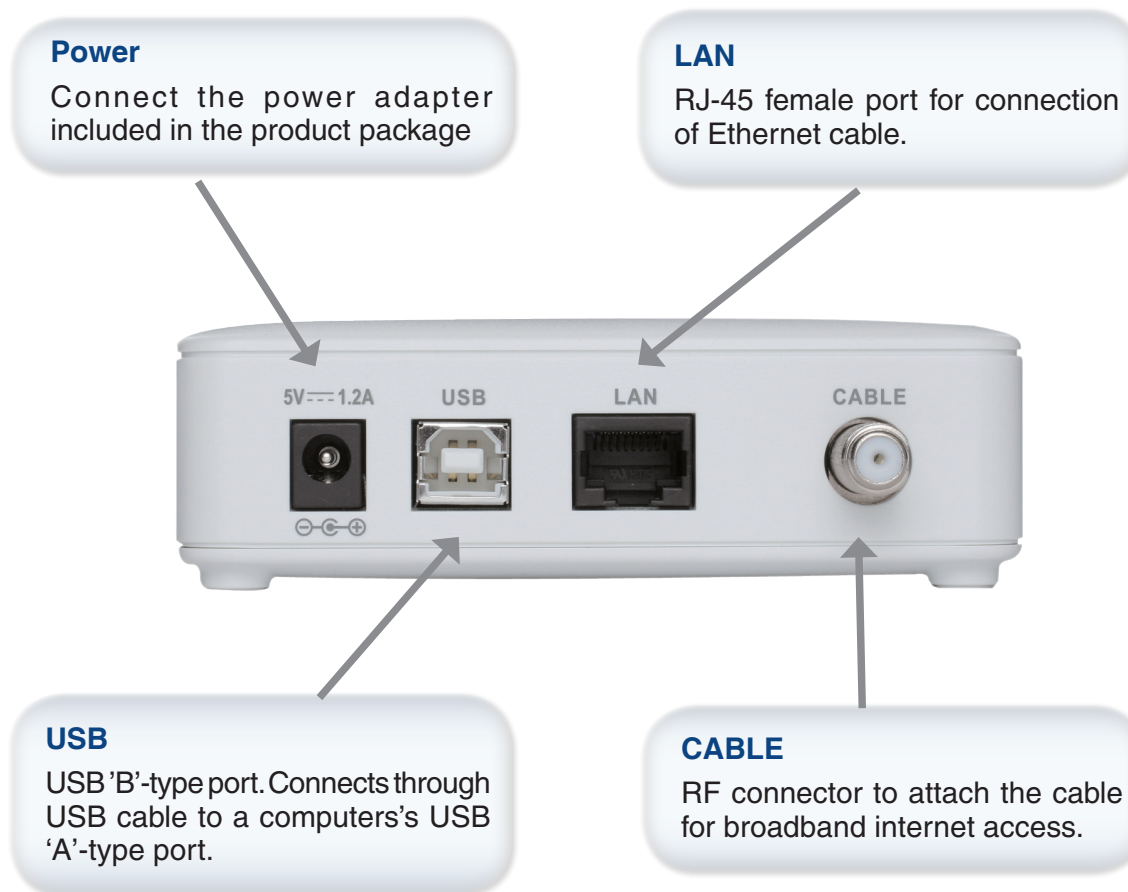 Power
Connect the power adapter
included in the product package
LAN
RJ-45 female port for connection
of Ethernet cable.
5V 1.2A
USB
LAN
CABLE
USB
USB 'B'-type port. Connects through
USB cable to a computers's USB
‘A’-type port.
CABLE
RF connector to attach the cable
for broadband internet access.